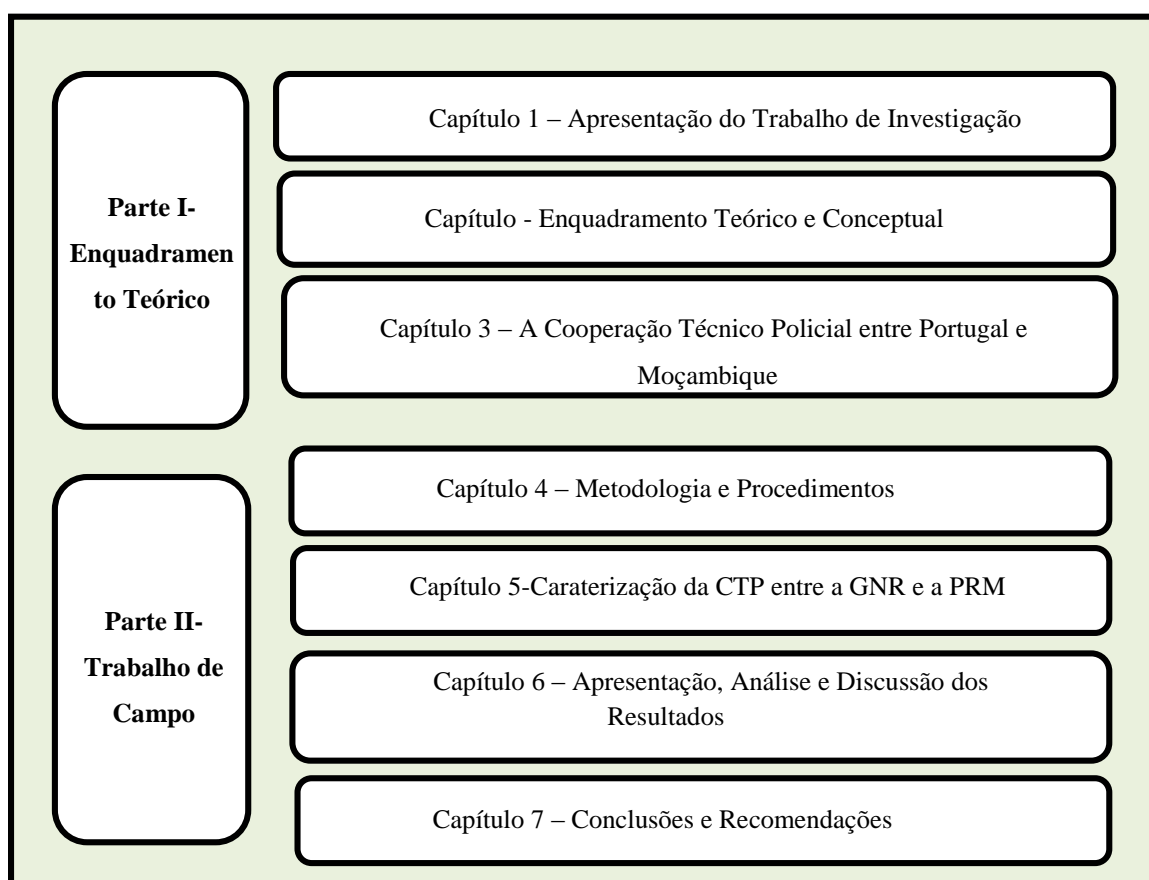 Parte I-
Enquadramen
to Teórico
Capítulo 1 – Apresentação do Trabalho de Investigação
Capítulo - Enquadramento Teórico e Conceptual
Capítulo 3 – A Cooperação Técnico Policial entre Portugal e
Moçambique
Parte II-
Trabalho de
Campo
Capítulo 4 – Metodologia e Procedimentos
Capítulo 5-Caraterização da CTP entre a GNR e a PRM
Capítulo 6 – Apresentação, Análise e Discussão dos
Resultados
Capítulo 7 – Conclusões e Recomendações